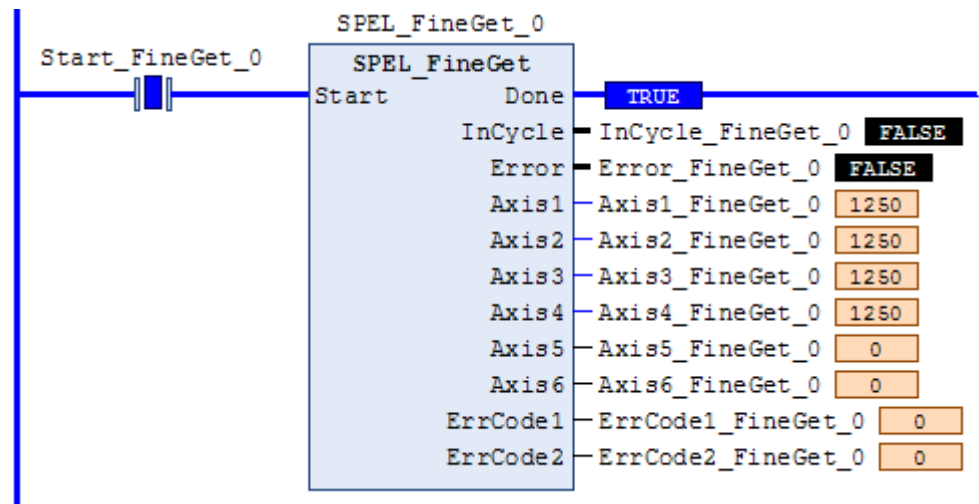 SPEL_FineGet_0
Start_FineGet_0
SPEL_FineGet
Start Done TRUE
InCycle InCycle_FineGet_0 FALSE
Error Error_FineGet_0 FALSE
Axis1 Axis1_FineGet_0 1250
Axis2 Axis2_FineGet_0 1250
Axis3 Axis3_FineGet_0 1250
Axis4 Axis4_FineGet_0 1250
Axis5 Axis5_FineGet_0 0
Axis6 Axis6_FineGet_0 0
ErrCode1 ErrCode1_FineGet_0 0
ErrCode2 ErrCode2_FineGet_0 0